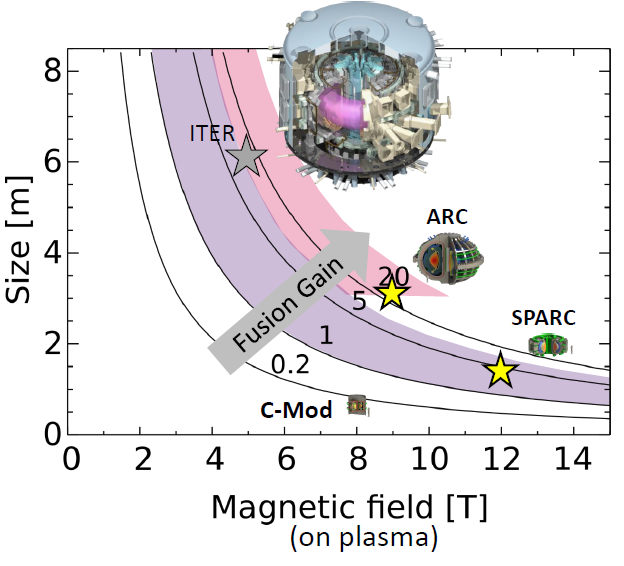 8
6
4
2
0
Size [m]
ITER
ARC
SPARC
C-Mod
Fusion Gain
20
5
1
0.2
0 2 4 6 8 10 12 14
Magnetic field [T]
(on plasma)